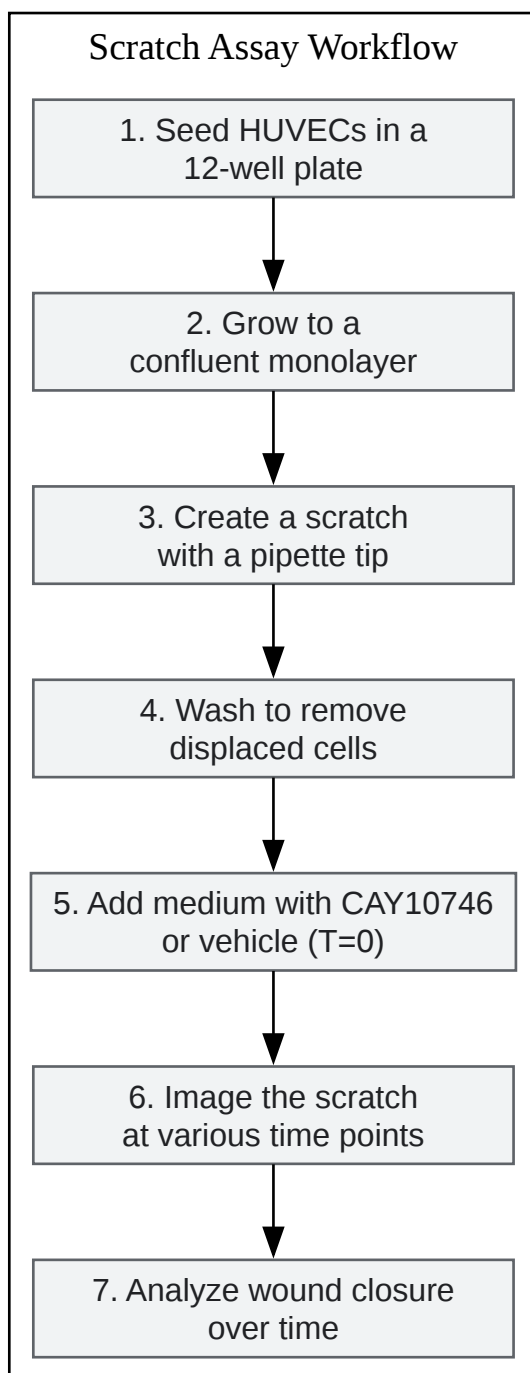 Scratch Assay Workflow
1. Seed HUVECs in a
12-well plate
2. Grow to a
confluent monolayer
3. Create a scratch
with a pipette tip
4. Wash to remove
displaced cells
5. Add medium with CAY10746
or vehicle (T=0)
6. Image the scratch
at various time points
7. Analyze wound closure
over time